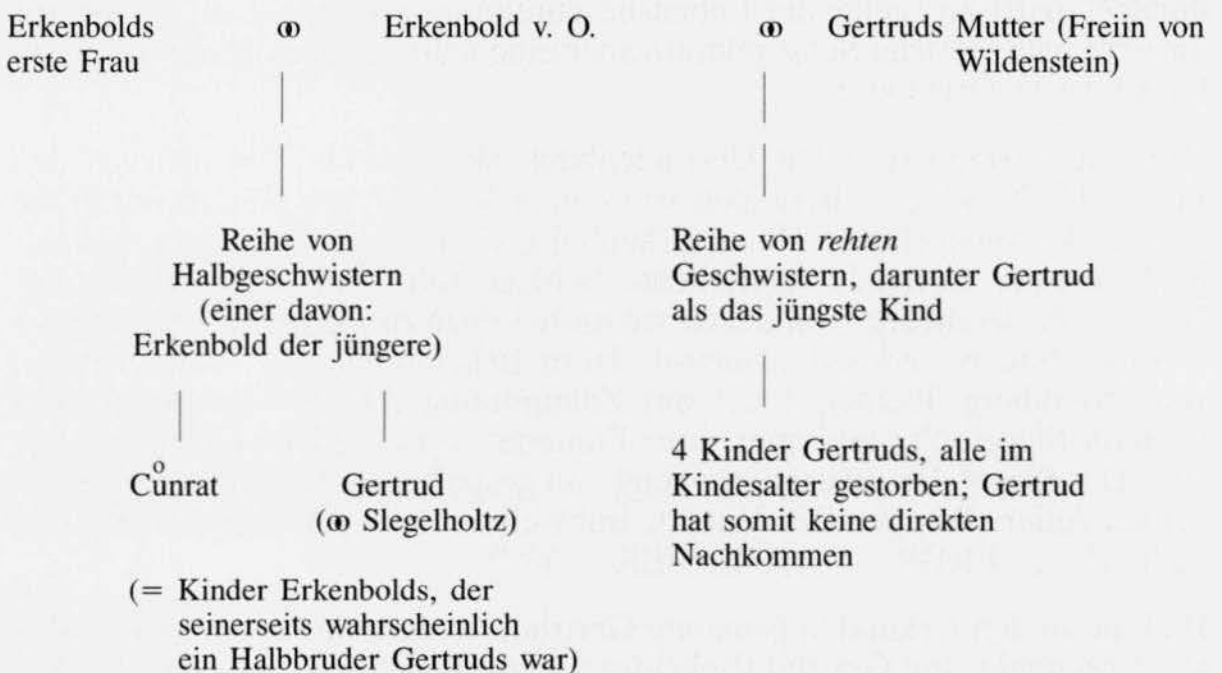 Erkenbolds ⚭ Erkenbold v. O. ⚭ Gertruds Mutter (Freiin von
erste Frau Wildenstein)
Reihe von
Halbgeschwistern
(einer davon:
Erkenbold der jüngere)
Reihe von rehten
Geschwistern, darunter Gertrud
als das jüngste Kind
Cuͦnrat Gertrud
(⚭ Slegelholtz)
4 Kinder Gertruds, alle im
Kindesalter gestorben; Gertrud
hat somit keine direkten
Nachkommen
(= Kinder Erkenbolds, der
seinerseits wahrscheinlich
ein Halbbruder Gertruds war)